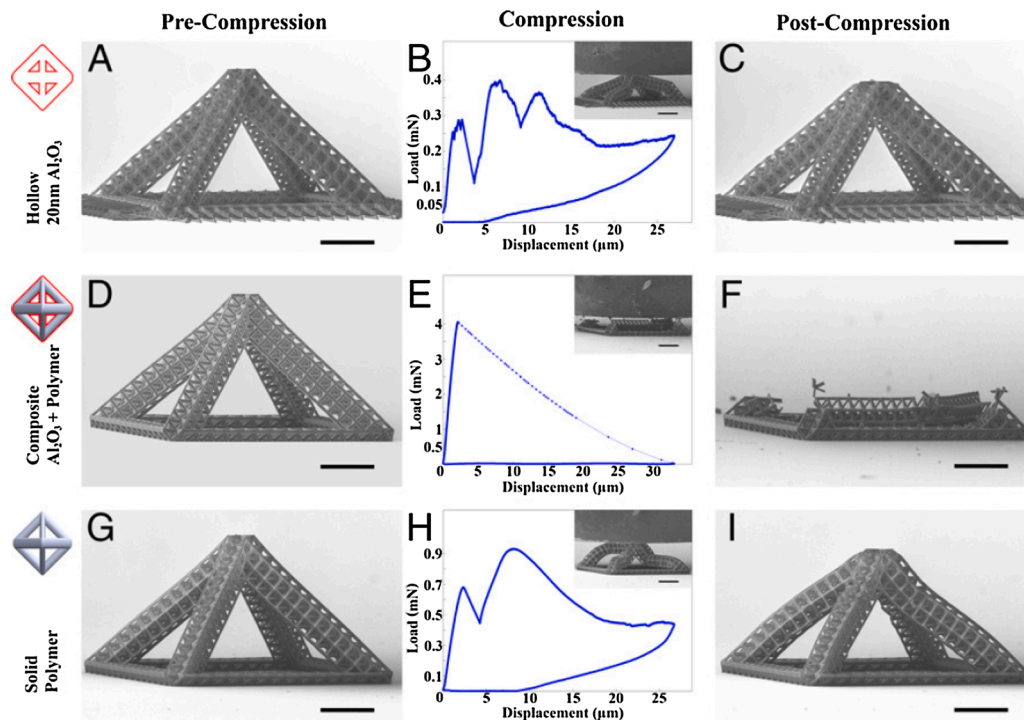 Pre-Compression
Compression
Post-Compression
Hollow
20nm Al₂O₃
A
B
Load (mN)
0.4
0.3
0.2
0.1
0.05
0 5 10 15 20 25
Displacement (µm)
C
Composite
Al₂O₃ + Polymer
D
E
Load (mN)
4
3
2
1
0.5
0 5 10 15 20 25 30
Displacement (µm)
F
Solid
Polymer
G
H
Load (mN)
0.9
0.7
0.5
0.3
0.1
0 5 10 15 20 25
Displacement (µm)
I